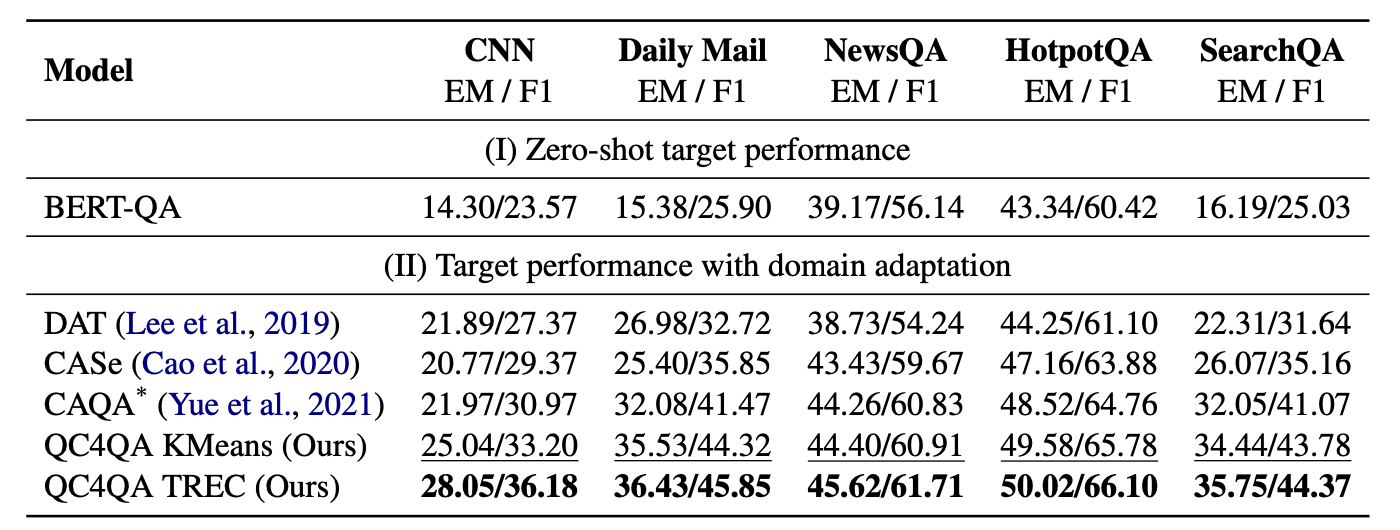 Model CNN Daily Mail NewsQA HotpotQA SearchQA
EM / F1 EM / F1 EM / F1 EM / F1 EM / F1
(I) Zero-shot target performance
BERT-QA 14.30/23.57 15.38/25.90 39.17/56.14 43.34/60.42 16.19/25.03
(II) Target performance with domain adaptation
DAT (Lee et al., 2019) 21.89/27.37 26.98/32.72 38.73/54.24 44.25/61.10 22.31/31.64
CASe (Cao et al., 2020) 20.77/29.37 25.40/35.85 43.43/59.67 47.16/63.88 26.07/35.16
CAQA* (Yue et al., 2021) 21.97/30.97 32.08/41.47 44.26/60.83 48.52/64.76 32.05/41.07
QC4QA KMeans (Ours) 25.04/33.20 35.53/44.32 44.40/60.91 49.58/65.78 34.44/43.78
QC4QA TREC (Ours) 28.05/36.18 36.43/45.85 45.62/61.71 50.02/66.10 35.75/44.37